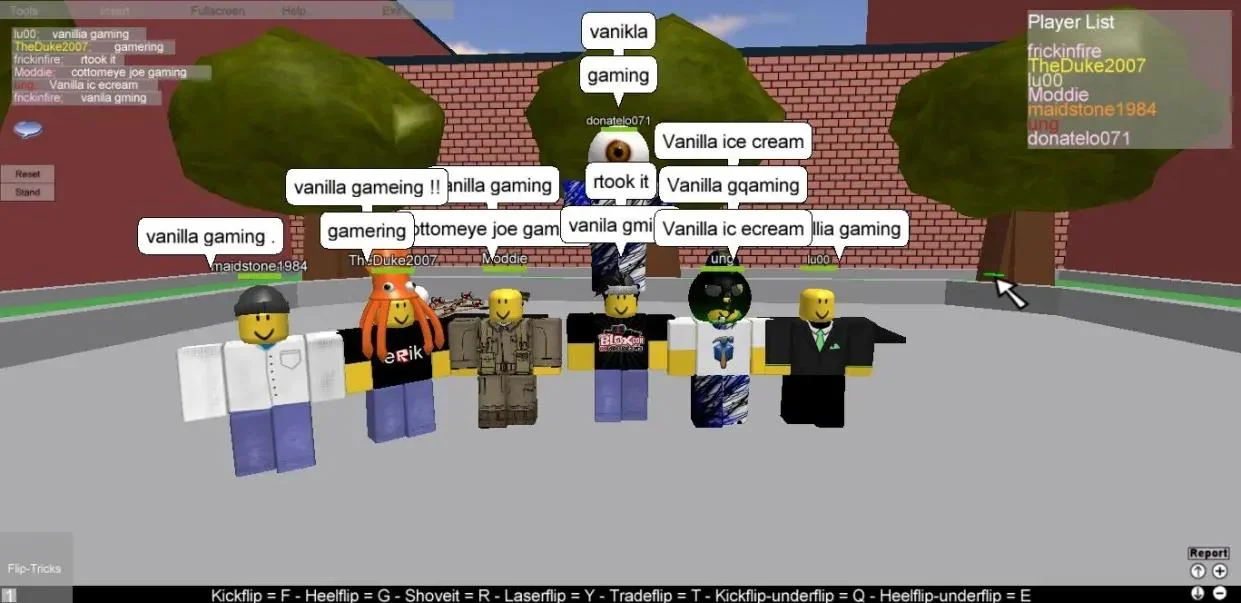 Tools Insert Fullscreen Help Exit
lu00; vanillia gaming
TheDuke2007; gamering
frickinfire; rtook it
Moddie; cottomeye joe gaming
ung; Vanilla ic ecream
frickinfire; vanila gming
Reset
Stand
Player List
frickinfire
TheDuke2007
lu00
Moddie
maidstone1984
ung
donatelo071
vanikla
gaming
donatelo071
Vanilla ice cream
vanilla gameing !!
anilla gaming
rtook it
Vanilla gqaming
vanilla gaming .
gamering
ottomeye joe gam
vanila gmi
Vanilla ic ecream
llia gaming
maidstone1984
TheDuke2007
Moddie
ung
lu00
eRik
BLOX
Flip-Tricks
1
Report
Kickflip = F - Heelflip = G - Shoveit = R - Laserflip = Y - Tradeflip = T - Kickflip-underflip = Q - Heelflip-underflip = E